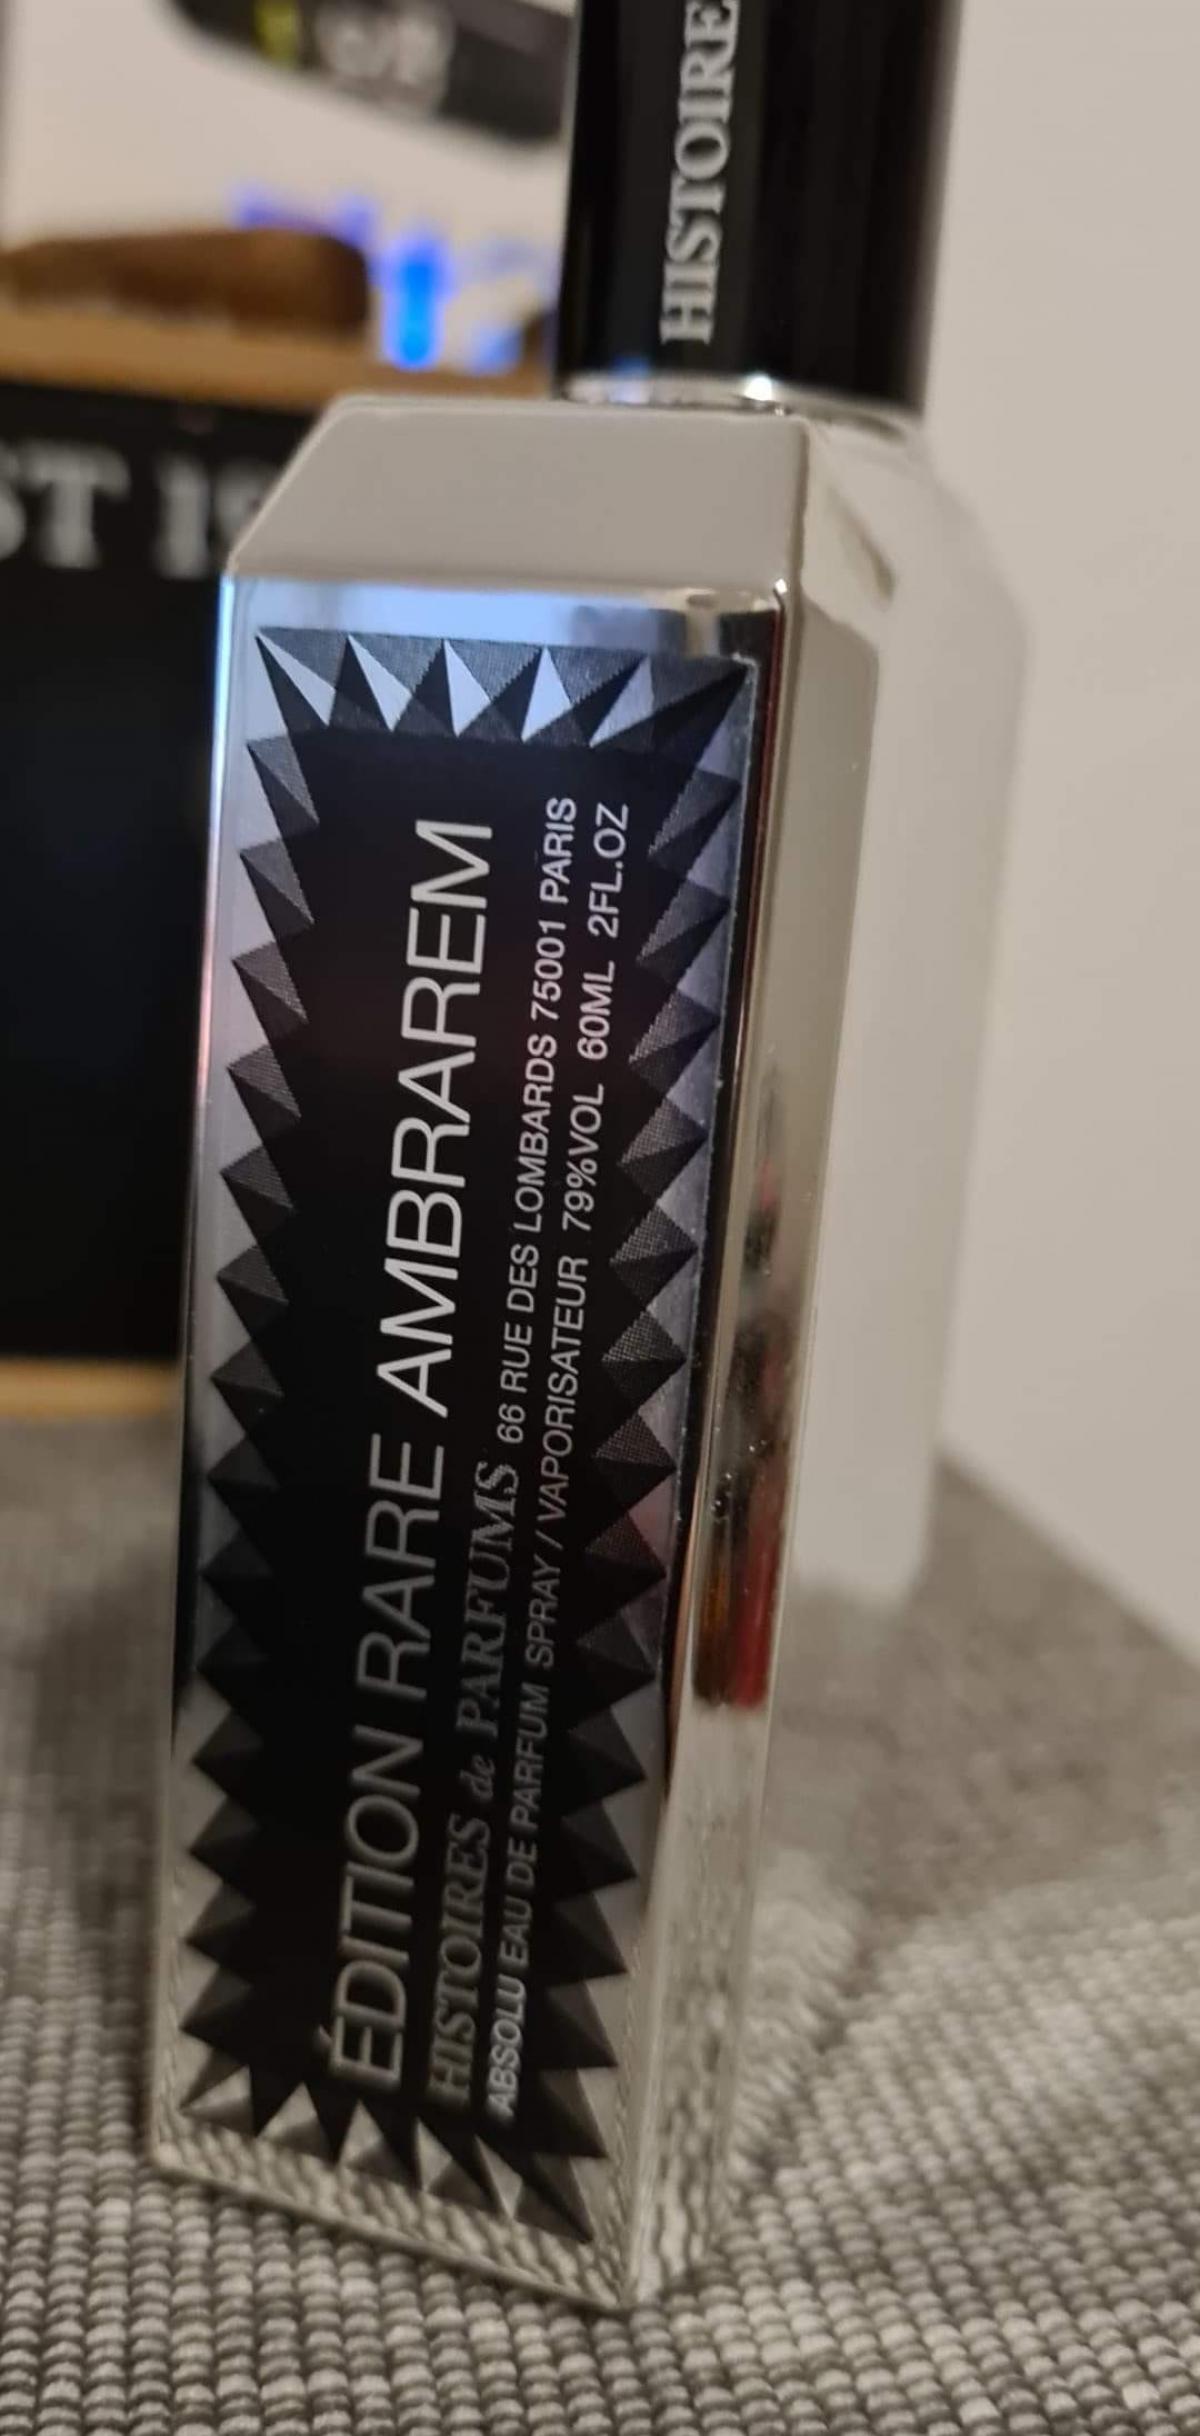 HISTOIRE
ÉDITION RARE AMBRAREM
HISTOIRES de PARFUMS 66 RUE DES LOMBARDS 75001 PARIS
ABSOLU EAU DE PARFUM SPRAY / VAPORISATEUR 79%VOL 60ML 2FL.OZ